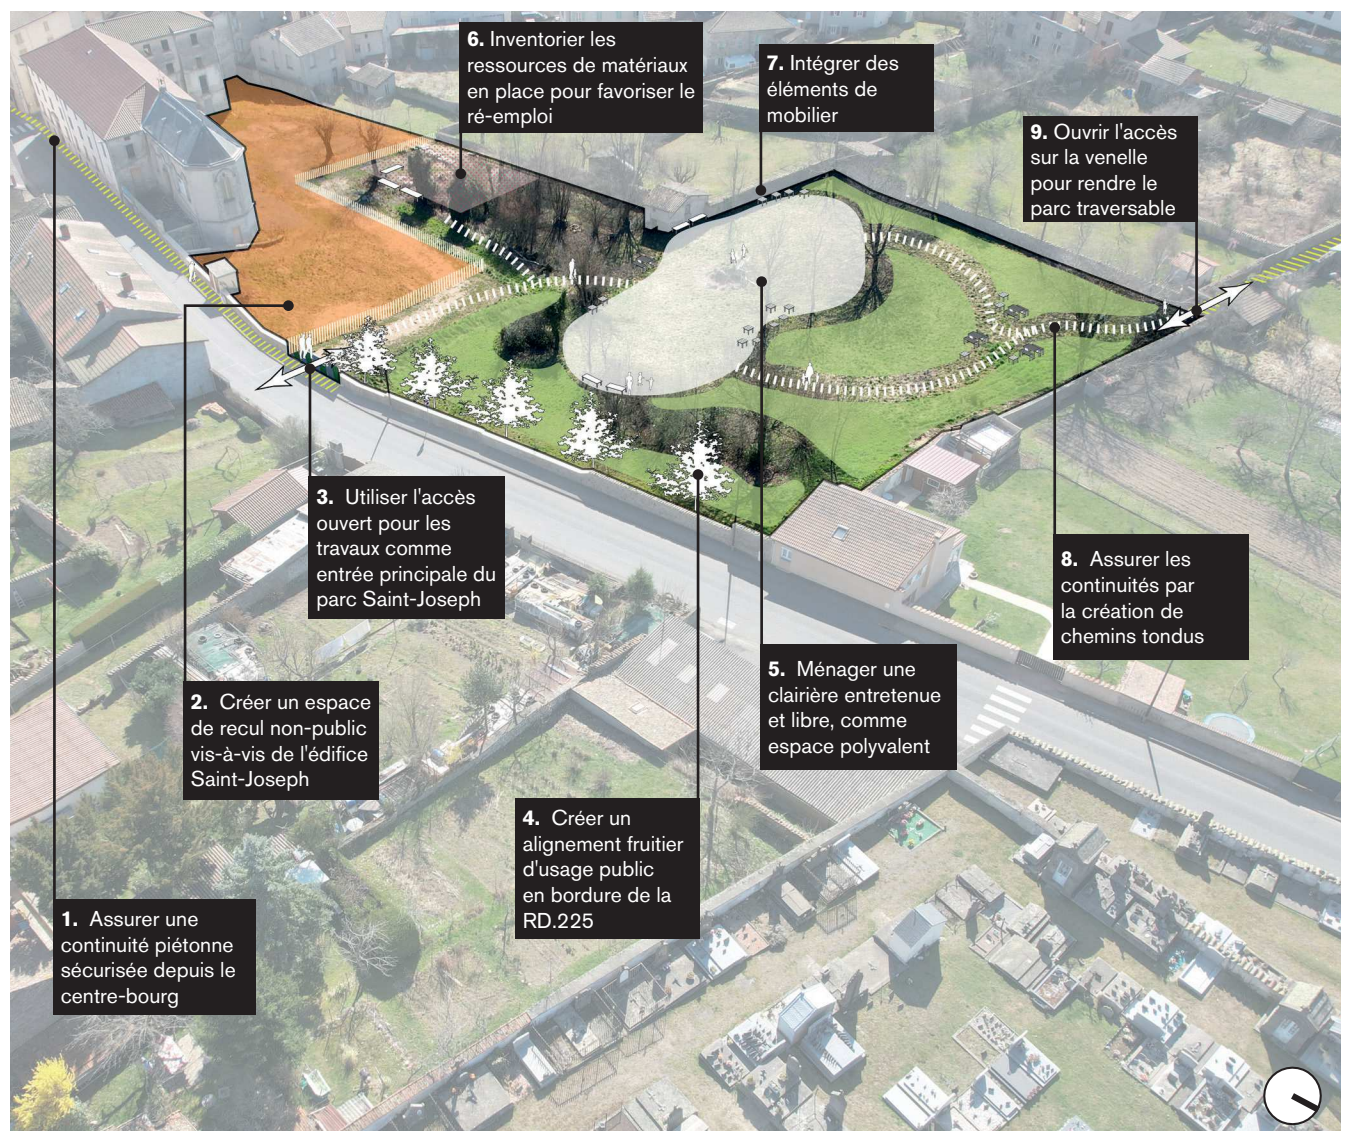 6. Inventorier les
ressources de matériaux
en place pour favoriser le
ré-emploi
7. Intégrer des
éléments de
mobilier
9. Ouvrir l'accès
sur la venelle
pour rendre le
parc traversable
3. Utiliser l'accès
ouvert pour les
travaux comme
entrée principale du
parc Saint-Joseph
8. Assurer les
continuités par
la création de
chemins tondus
5. Ménager une
clairière entretenue
et libre, comme
espace polyvalent
2. Créer un espace
de recul non-public
vis-à-vis de l'édifice
Saint-Joseph
4. Créer un
alignement fruitier
d'usage public
en bordure de la
RD.225
1. Assurer une
continuité piétonne
sécurisée depuis le
centre-bourg